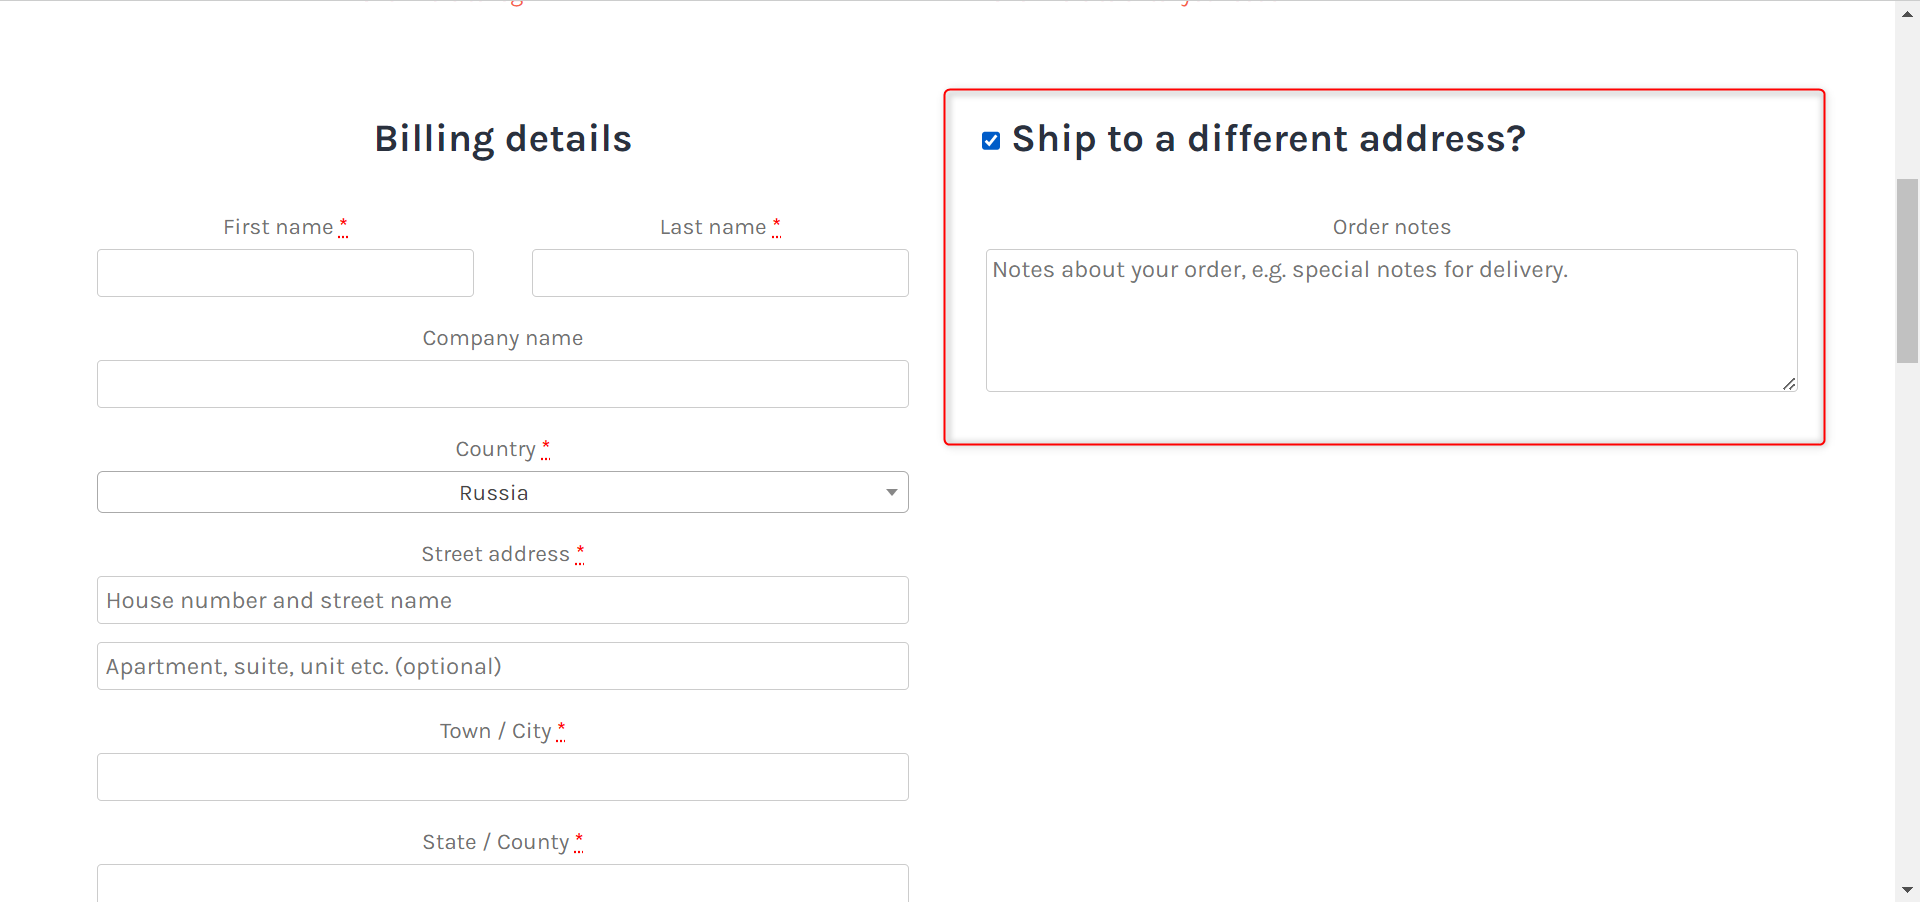 Billing details
First name *
Last name *
Company name
Country *
Russia
Street address *
House number and street name
Apartment, suite, unit etc. (optional)
Town / City *
State / County *
Ship to a different address?
Order notes
Notes about your order, e.g. special notes for delivery.